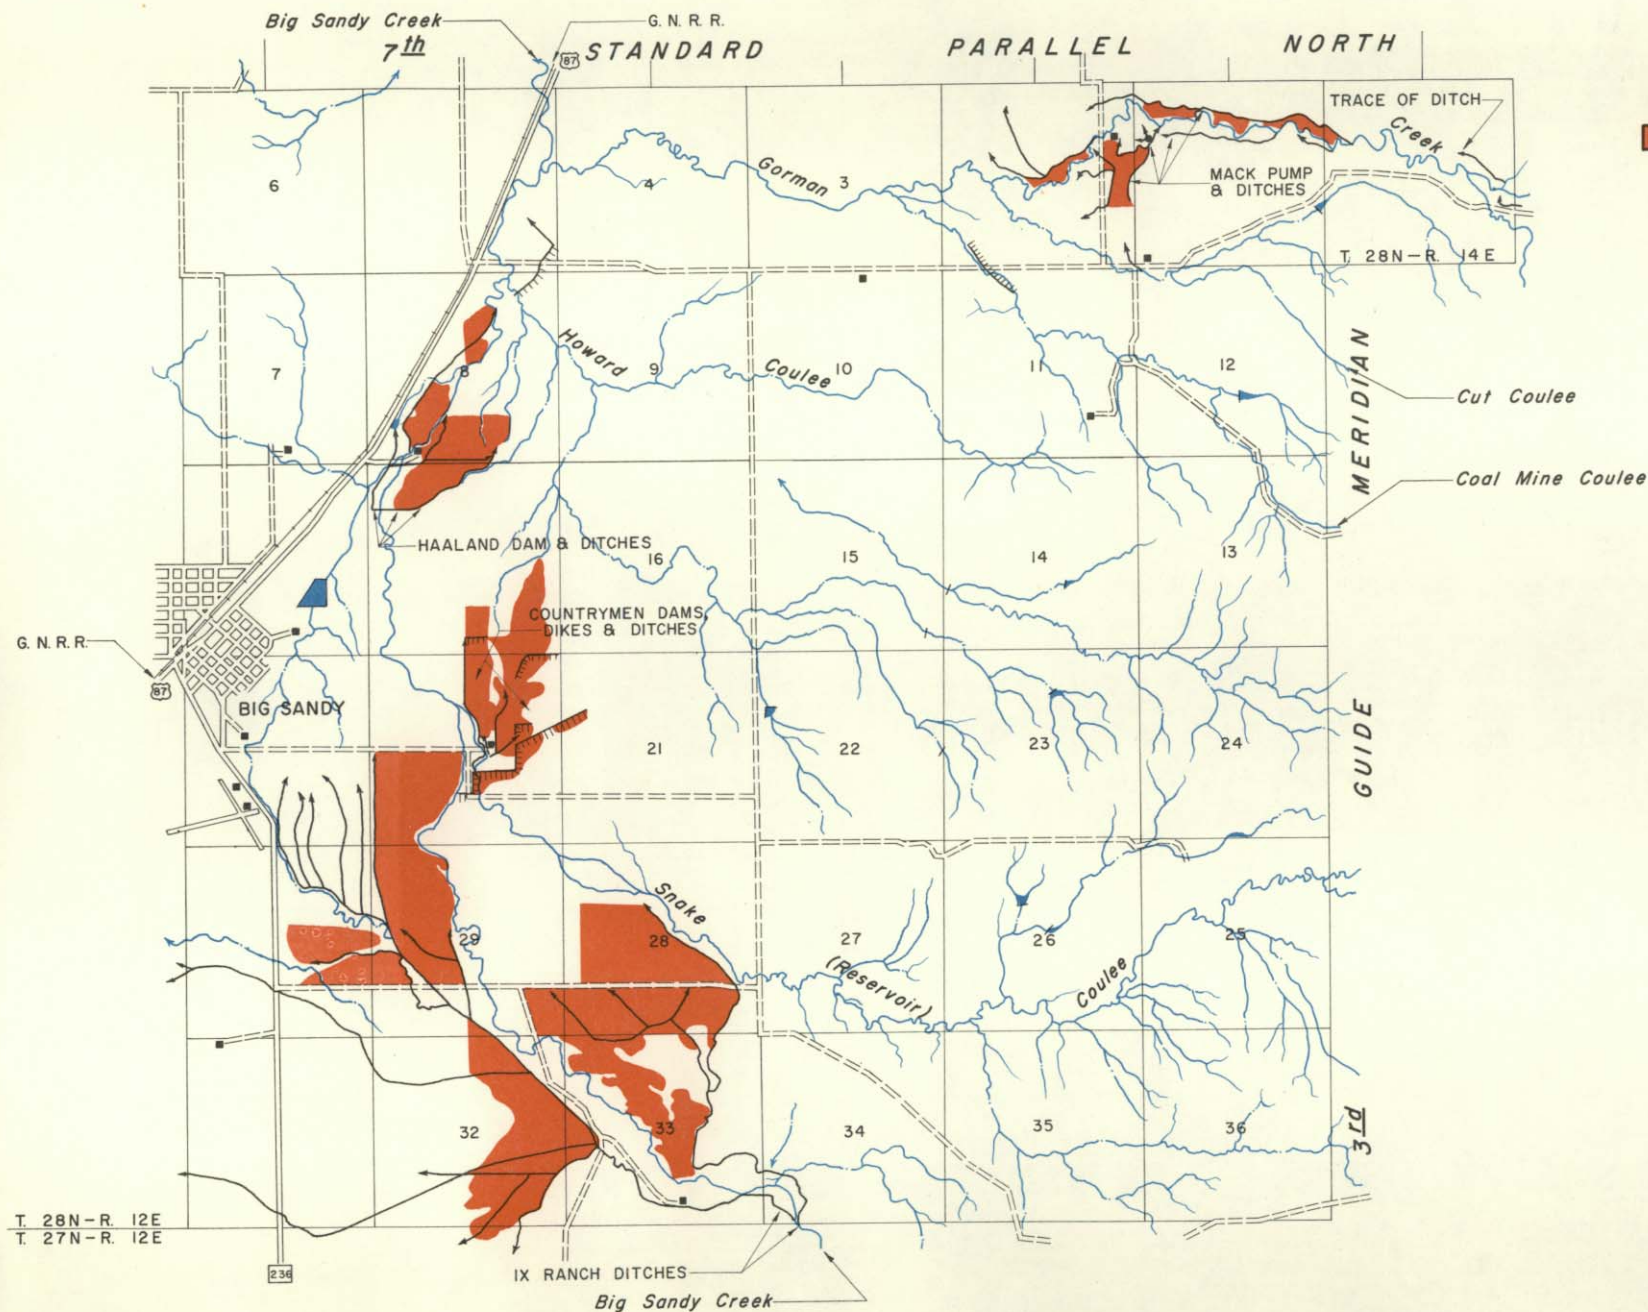 Big Sandy Creek
G. N. R. R.
7th STANDARD PARALLEL NORTH
87
TRACE OF DITCH
Creek
6
4
Gorman
3
MACK PUMP
& DITCHES
T. 28N-R. 14E
7
8
Howard
9
Coulee
10
11
12
MERIDIAN
Cut Coulee
Coal Mine Coulee
HAALAND DAM & DITCHES
16
15
14
13
COUNTRYMEN DAMS,
DIKES & DITCHES
G. N. R. R.
87
BIG SANDY
21
22
23
24
GUIDE
Snake
29
28
27
26
25
(Reservoir)
Coulee
32
33
34
35
36
3rd
T. 28N-R. 12E
T. 27N-R. 12E
236
IX RANCH DITCHES
Big Sandy Creek